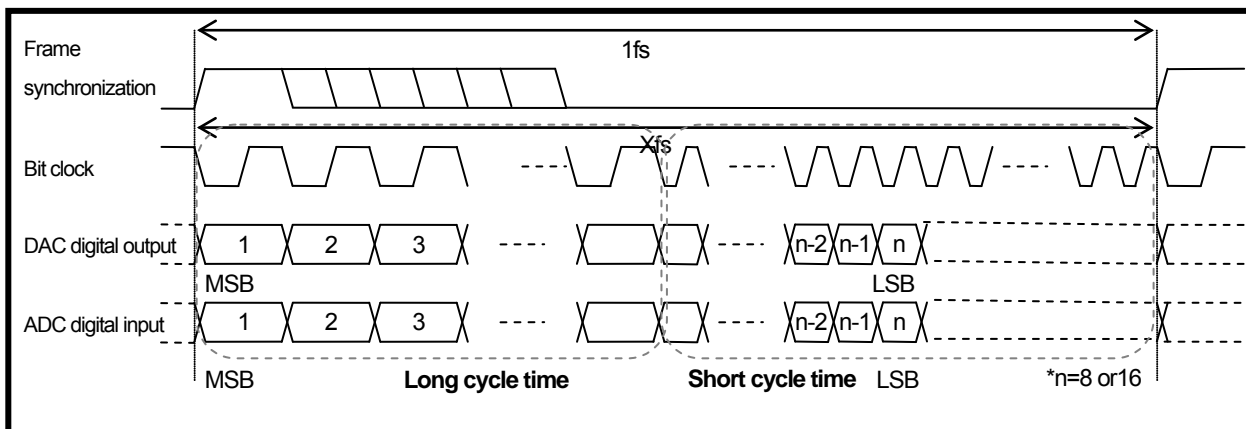 Frame
synchronization
1fs
Xfs
Bit clock
DAC digital output
1 2 3 n-2 n-1 n
MSB LSB
ADC digital input
1 2 3 n-2 n-1 n
MSB Long cycle time Short cycle time LSB *n=8 or16